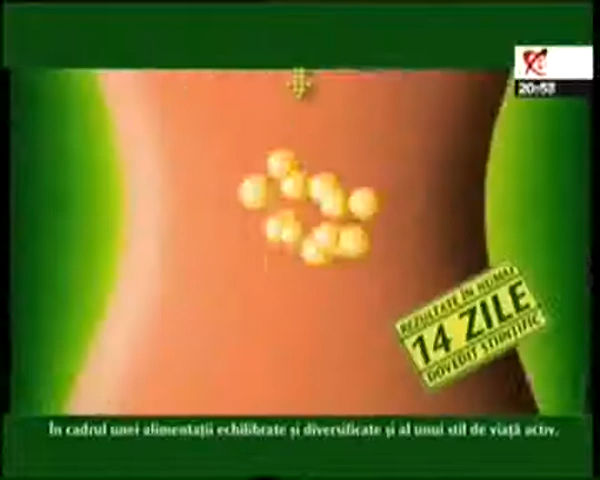 20:58
REZULTATE ÎN NUMAI
14 ZILE
DOVEDIT ȘTIINȚIFIC
În cadrul unei alimentații echilibrate și diversificate și al unui stil de viață activ.